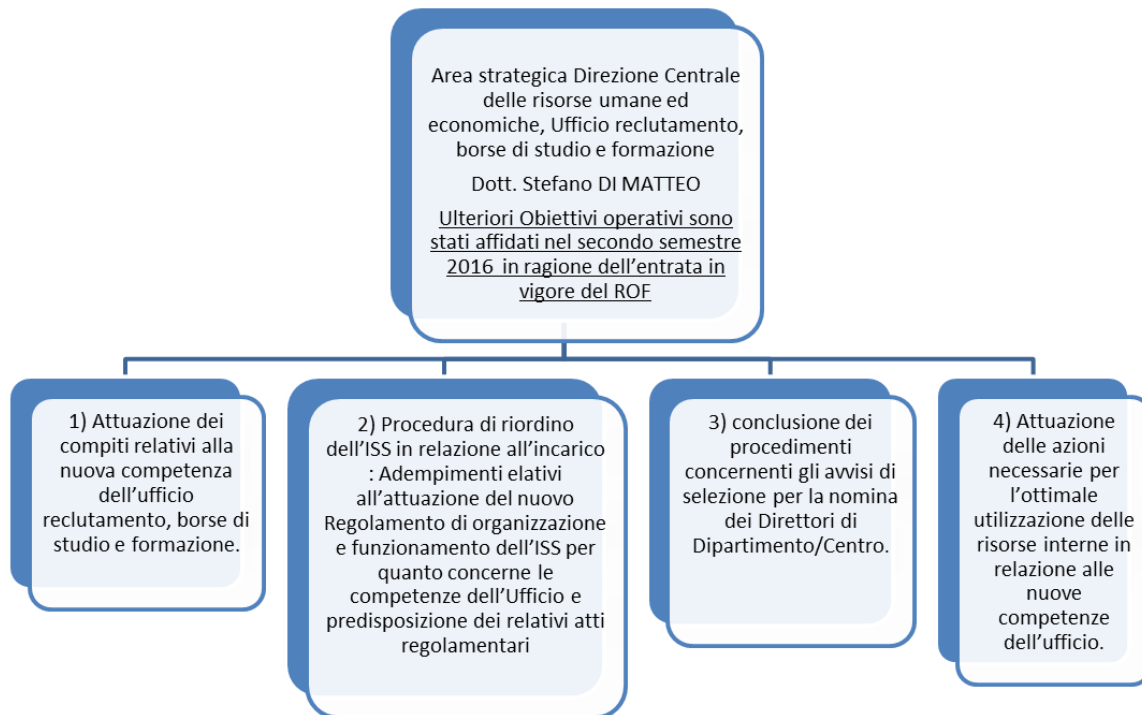 Area strategica Direzione Centrale
delle risorse umane ed
economiche, Ufficio reclutamento,
borse di studio e formazione
Dott. Stefano DI MATTEO
Ulteriori Obiettivi operativi sono
stati affidati nel secondo semestre
2016 in ragione dell'entrata in
vigore del ROF
1) Attuazione dei
compiti relativi alla
nuova competenza
dell'ufficio
reclutamento, borse di
studio e formazione.
2) Procedura di riordino
dell'ISS in relazione all'incarico
: Adempimenti elativi
all'attuazione del nuovo
Regolamento di organizzazione
e funzionamento dell'ISS per
quanto concerne le
competenze dell'Ufficio e
predisposizione dei relativi atti
regolamentari
3) conclusione dei
procedimenti
concernenti gli avvisi di
selezione per la nomina
dei Direttori di
Dipartimento/Centro.
4) Attuazione
delle azioni
necessarie per
l'ottimale
utilizzazione delle
risorse interne in
relazione alle
nuove
competenze
dell'ufficio.